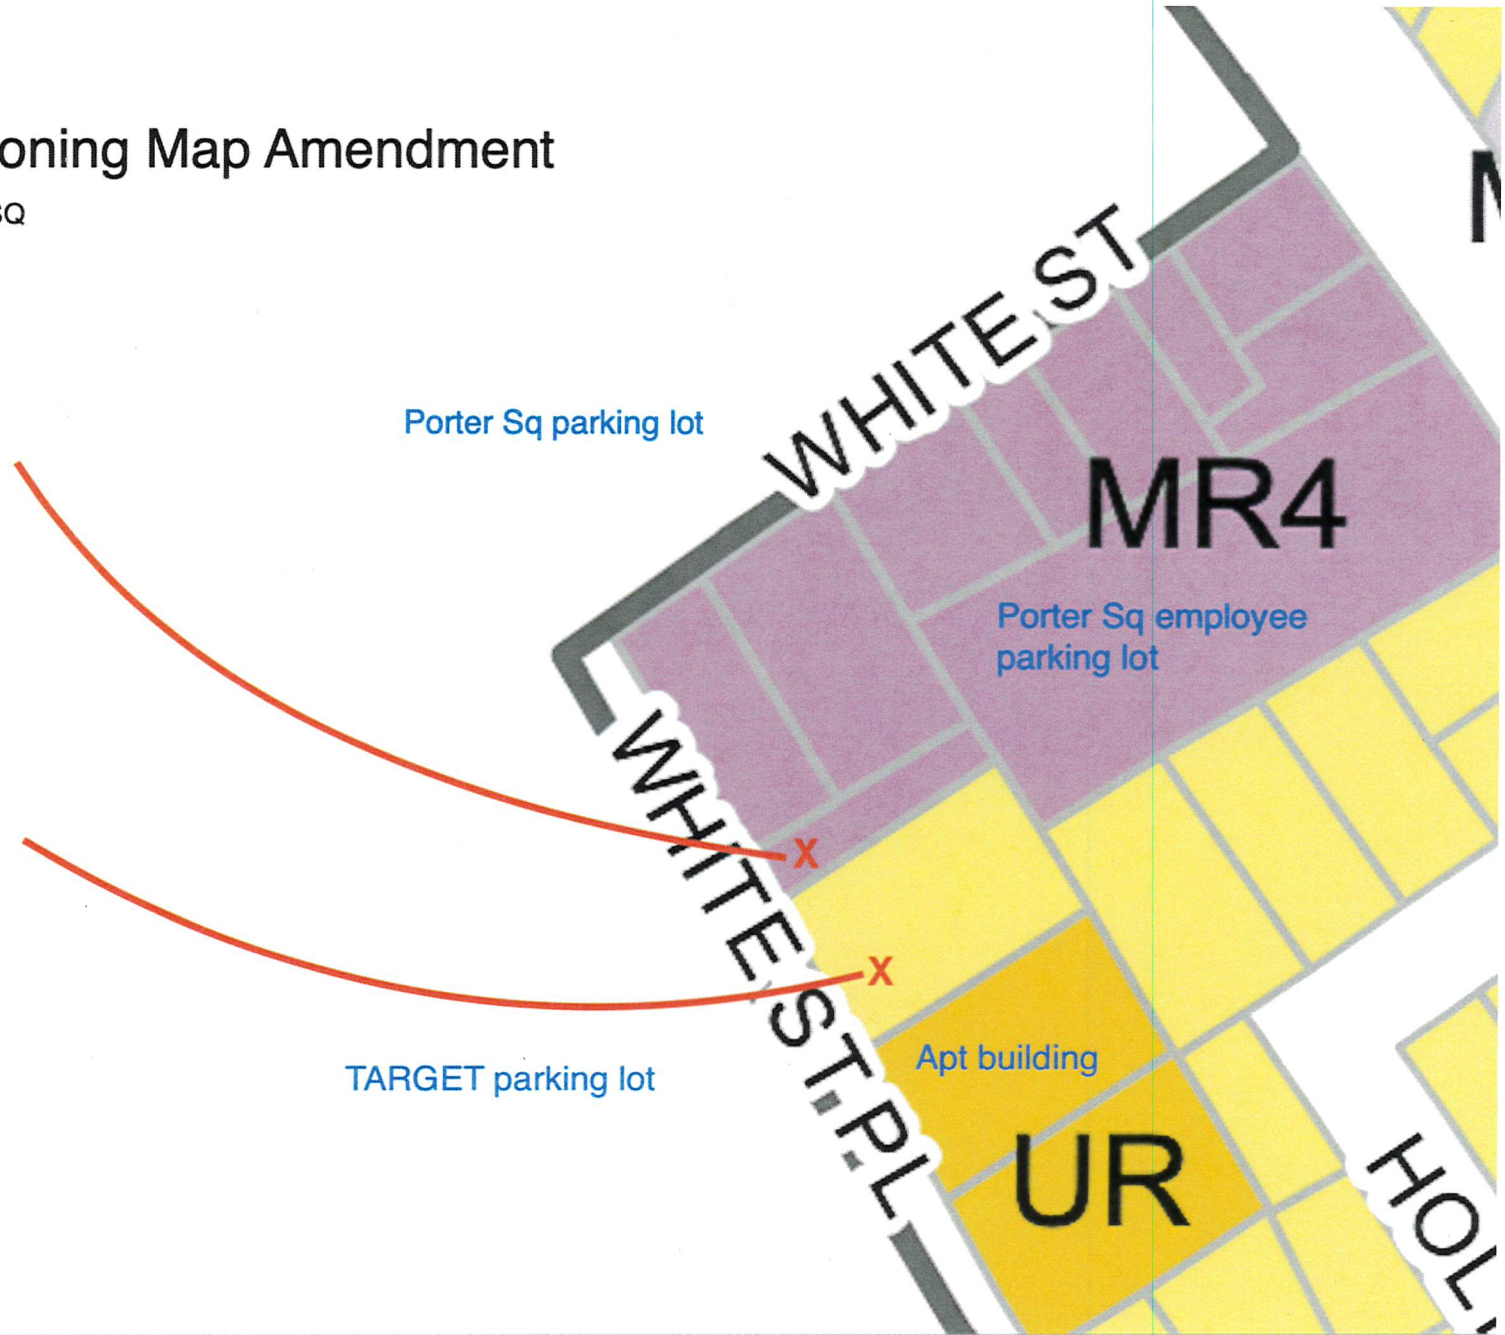 oning Map Amendment
SQ
WHITE ST
Porter Sq parking lot
MR4
Porter Sq employee
parking lot
WHITE ST. PL
X
X
Apt building
TARGET parking lot
UR